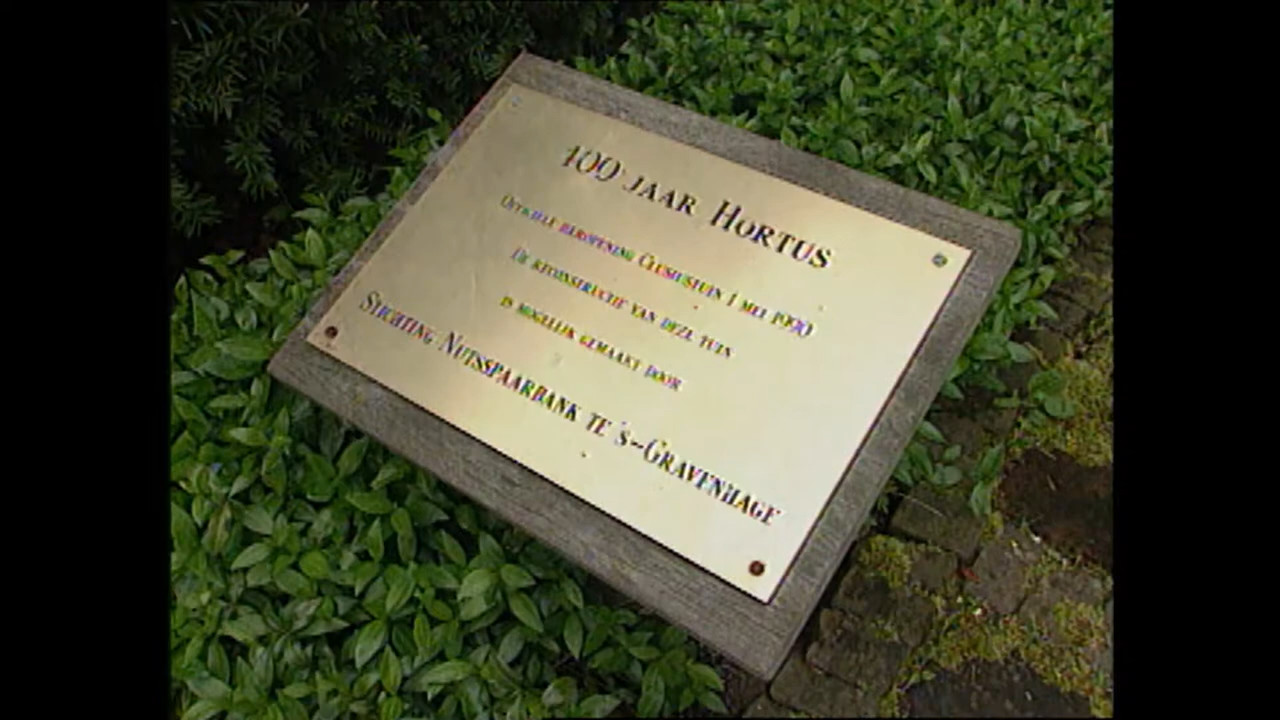 100 JAAR HORTUS
OFFICIELE HEROPENING CLUSIUSTUIN 1 MEI 1990
DE RECONSTRUCTIE VAN DEZE TUIN
IS MOGELIJK GEMAAKT DOOR
STICHTING NUTSSPAARBANK TE 'S-GRAVENHAGE